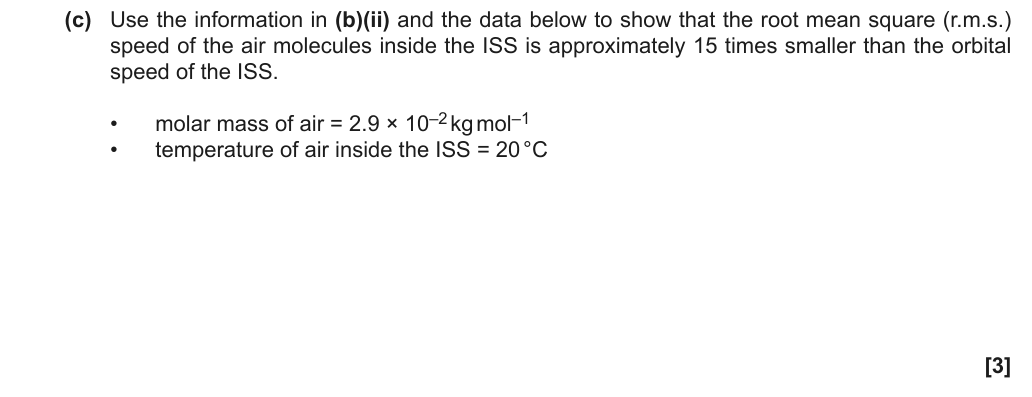 (c) Use the information in (b)(ii) and the data below to show that the root mean square (r.m.s.)
speed of the air molecules inside the ISS is approximately 15 times smaller than the orbital
speed of the ISS.
• molar mass of air = 2.9 × 10⁻² kg mol⁻¹
• temperature of air inside the ISS = 20 °C
[3]